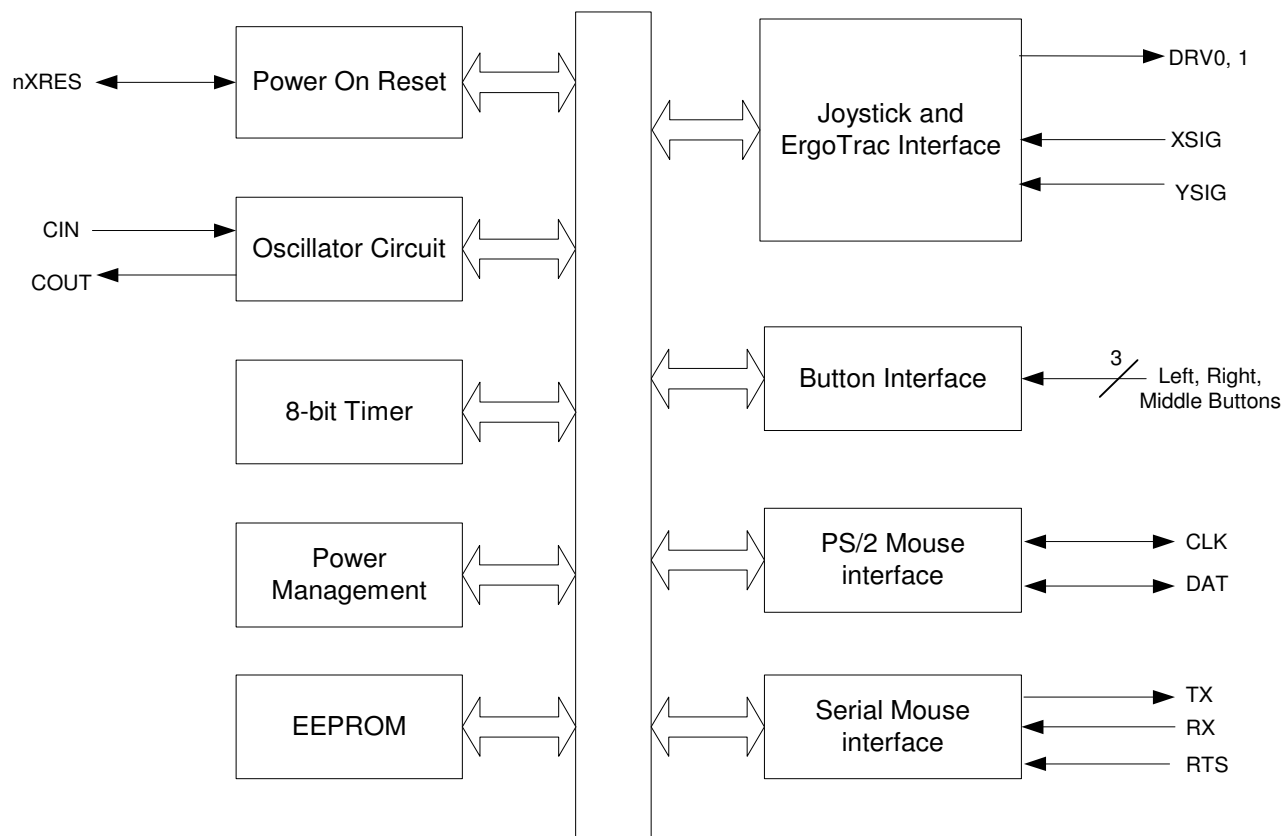 nXRES
Power On Reset
CIN
COUT
Oscillator Circuit
8-bit Timer
Power
Management
EEPROM
Joystick and
ErgoTrac Interface
DRV0, 1
XSIG
YSIG
Button Interface
3
Left, Right,
Middle Buttons
PS/2 Mouse
interface
CLK
DAT
Serial Mouse
interface
TX
RX
RTS